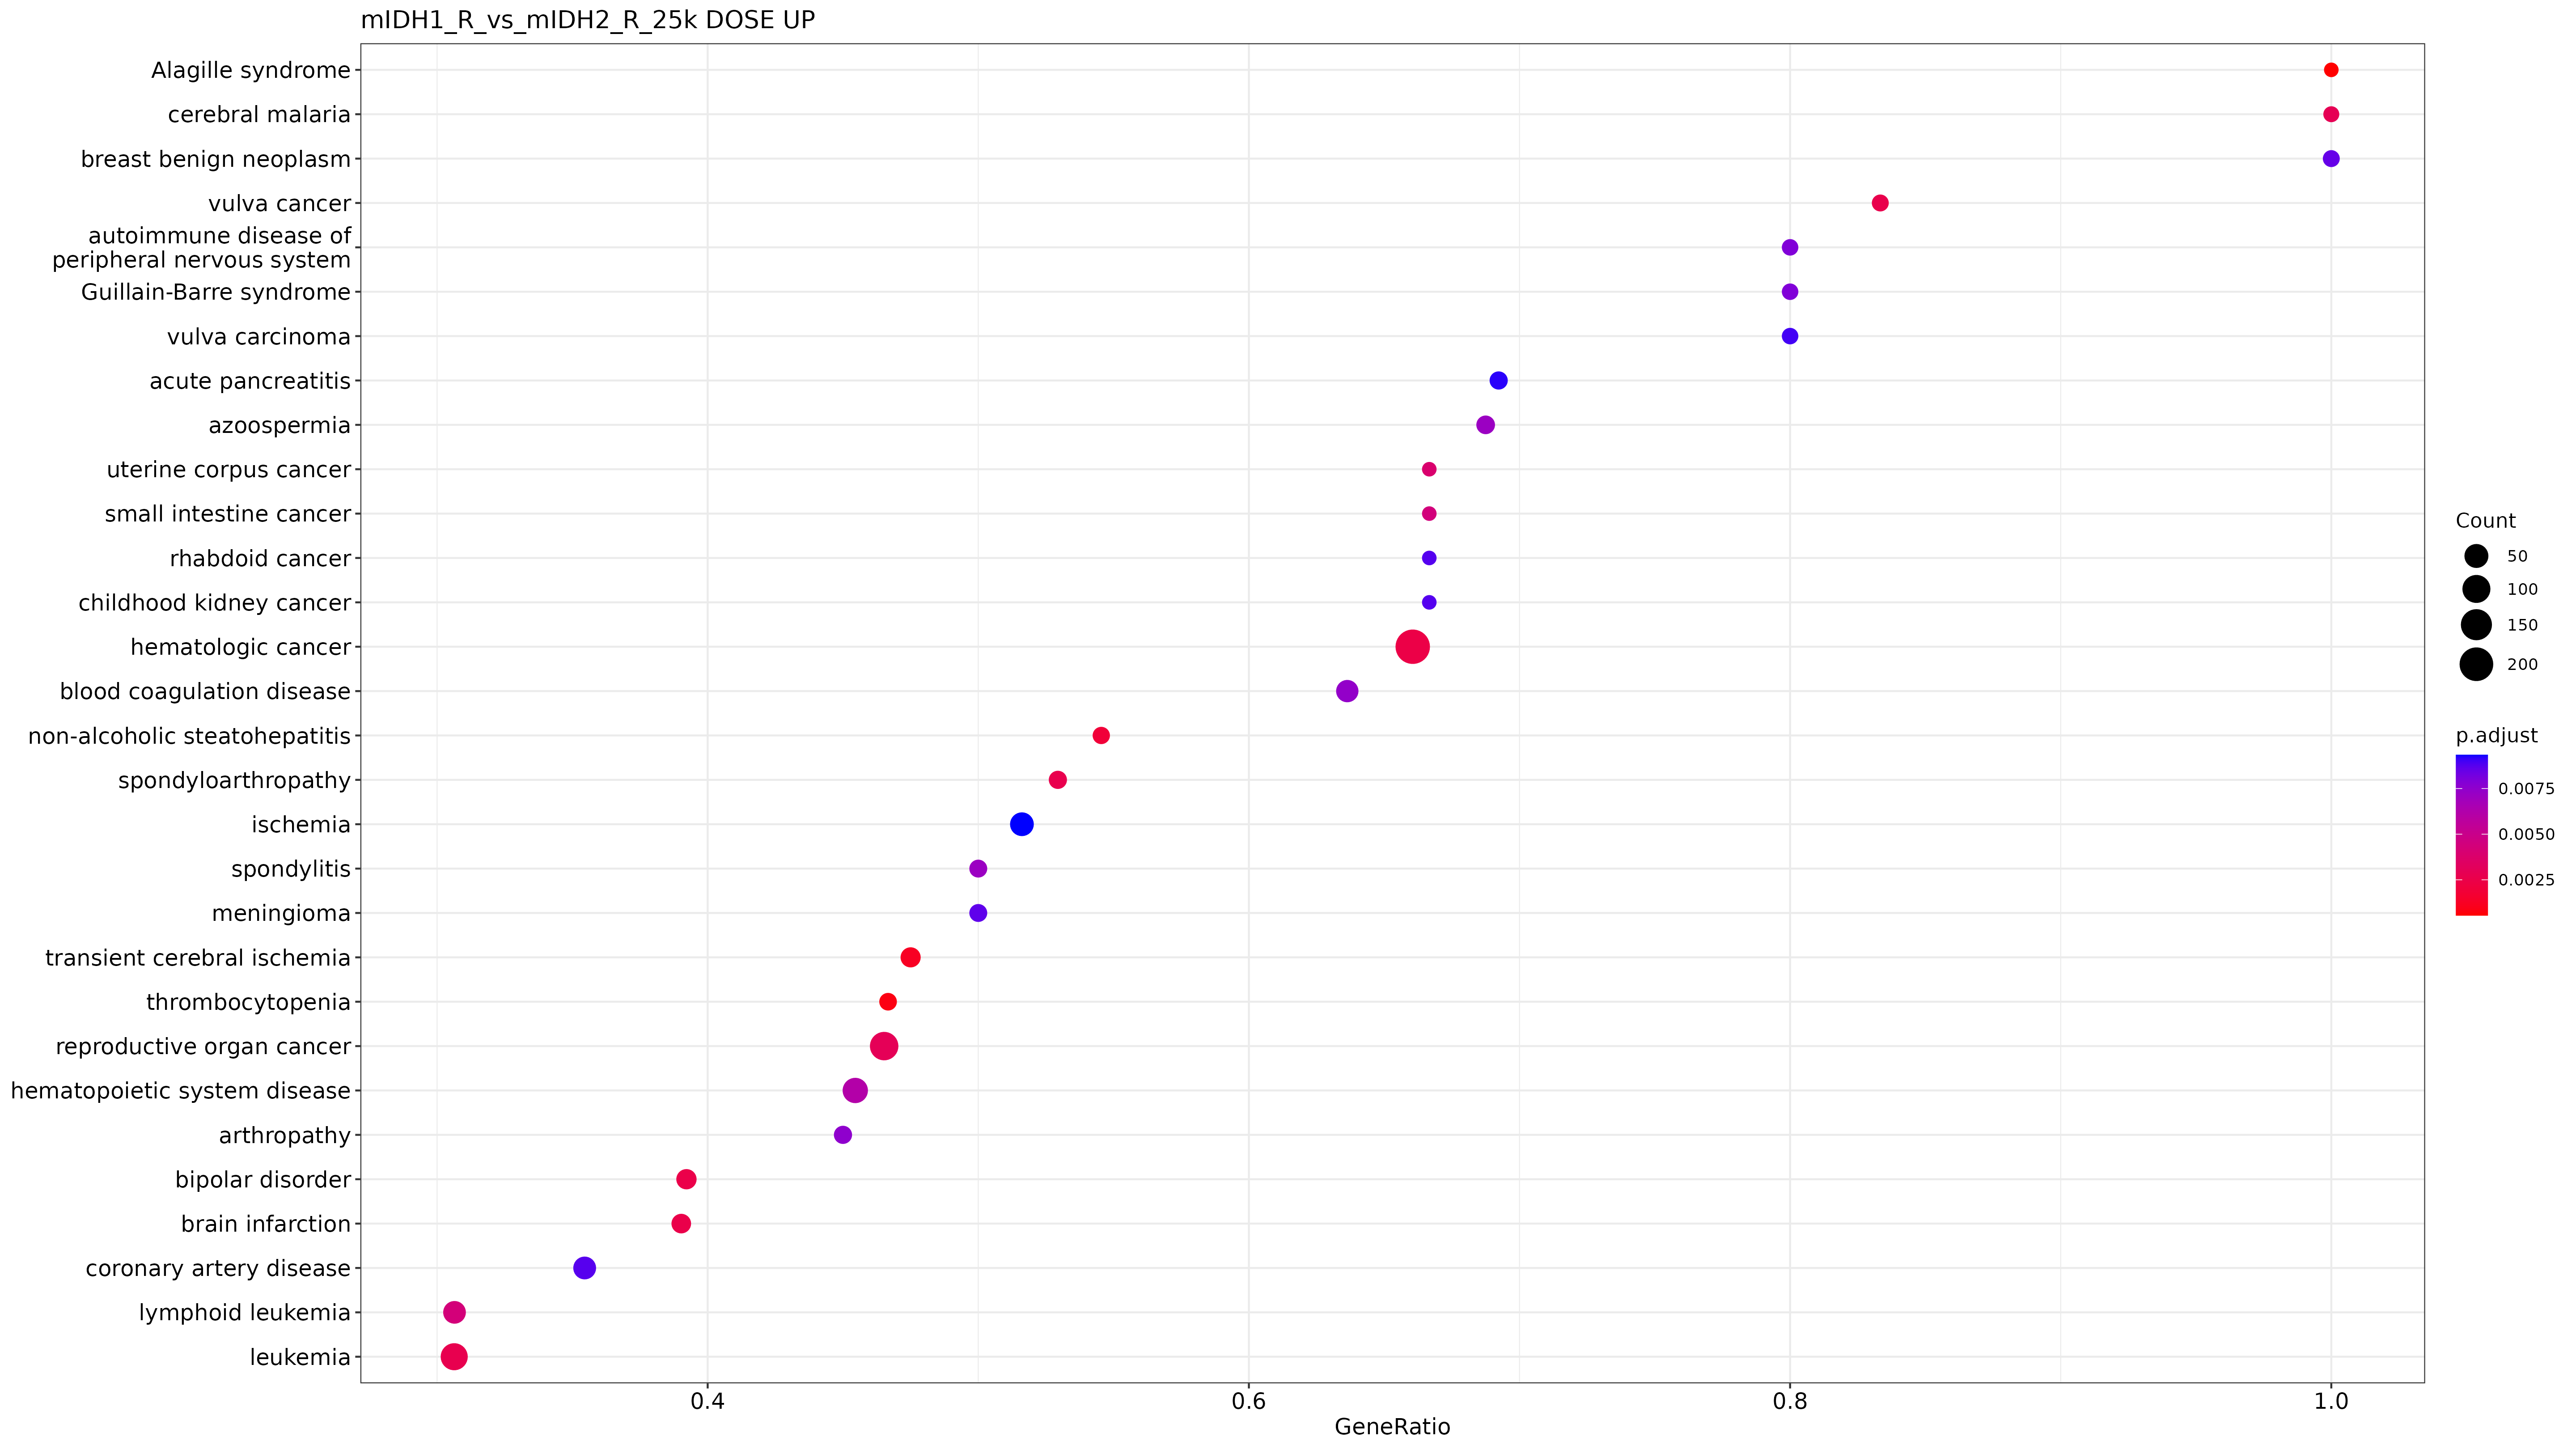 mIDH1_R_vs_mIDH2_R_25k DOSE UP
Alagille syndrome
cerebral malaria
breast benign neoplasm
vulva cancer
autoimmune disease of
peripheral nervous system
Guillain-Barre syndrome
vulva carcinoma
acute pancreatitis
azoospermia
uterine corpus cancer
small intestine cancer
rhabdoid cancer
childhood kidney cancer
hematologic cancer
blood coagulation disease
non-alcoholic steatohepatitis
spondyloarthropathy
ischemia
spondylitis
meningioma
transient cerebral ischemia
thrombocytopenia
reproductive organ cancer
hematopoietic system disease
arthropathy
bipolar disorder
brain infarction
coronary artery disease
lymphoid leukemia
leukemia
0.4 0.6 0.8 1.0
GeneRatio
Count
50
100
150
200
p.adjust
0.0075
0.0050
0.0025